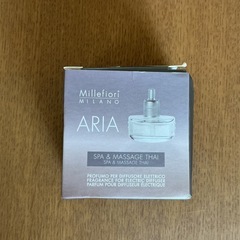 Millefiori
MILANO
ARIA
SPA & MASSAGE THAI
SPA & MASSAGE THAI
PROFUMO PER DIFFUSORE ELETTRICO
FRAGRANCE FOR ELECTRIC DIFFUSER
PARFUM POUR DIFFUSEUR ÉLECTRIQUE